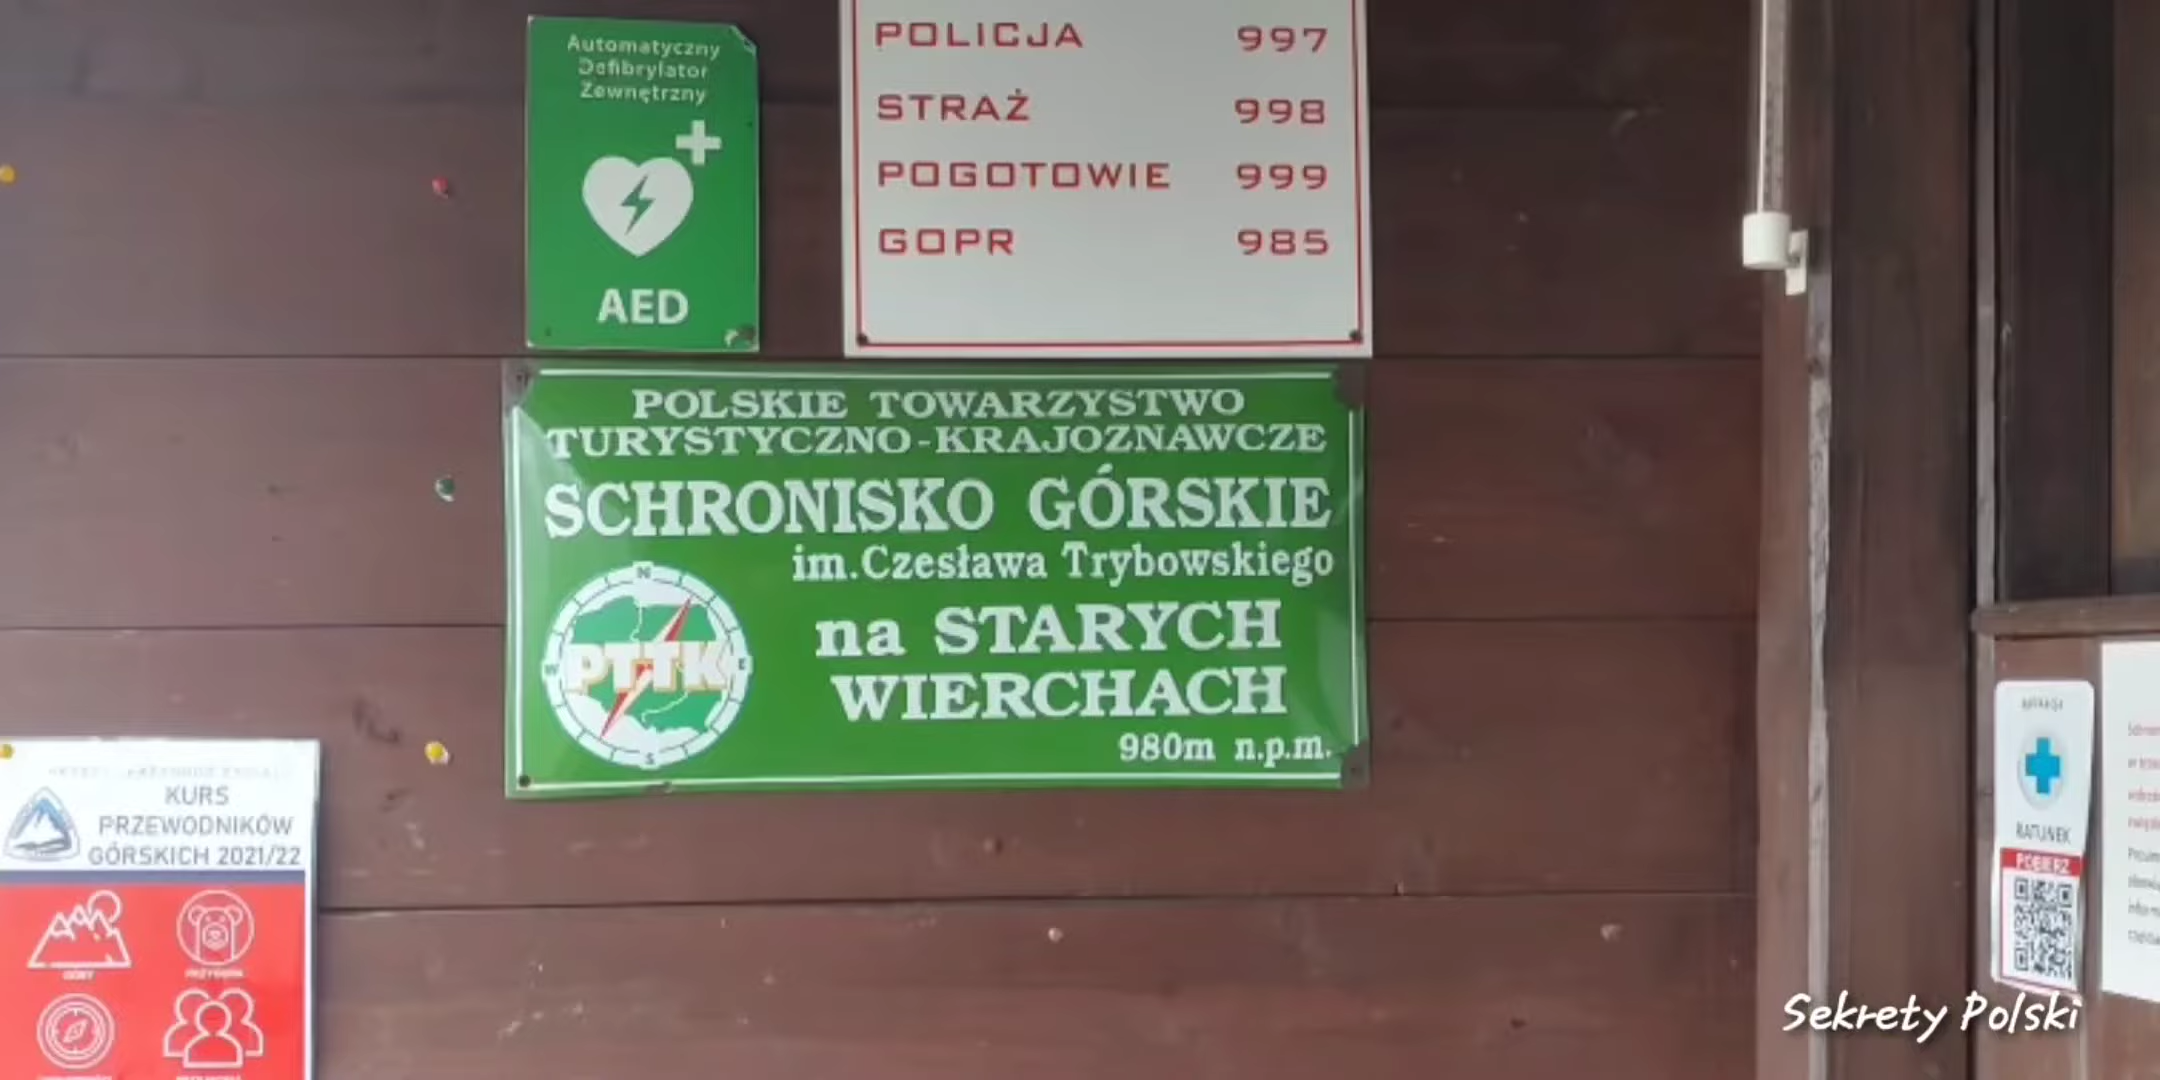 Automatyczny
Defibrylator
Zewnętrzny
AED
POLICJA 997
STRAŻ 998
POGOTOWIE 999
GOPR 985
POLSKIE TOWARZYSTWO
TURYSTYCZNO-KRAJOZNAWCZE
SCHRONISKO GÓRSKIE
im.Czesława Trybowskiego
na STARYCH
WIERCHACH
980m n.p.m.
N
W PTTK E
S
KURS
PRZEWODNIKÓW
GÓRSKICH 2021/22
GÓRY
RATUNEK
POBIERZ
Sekrety Polski